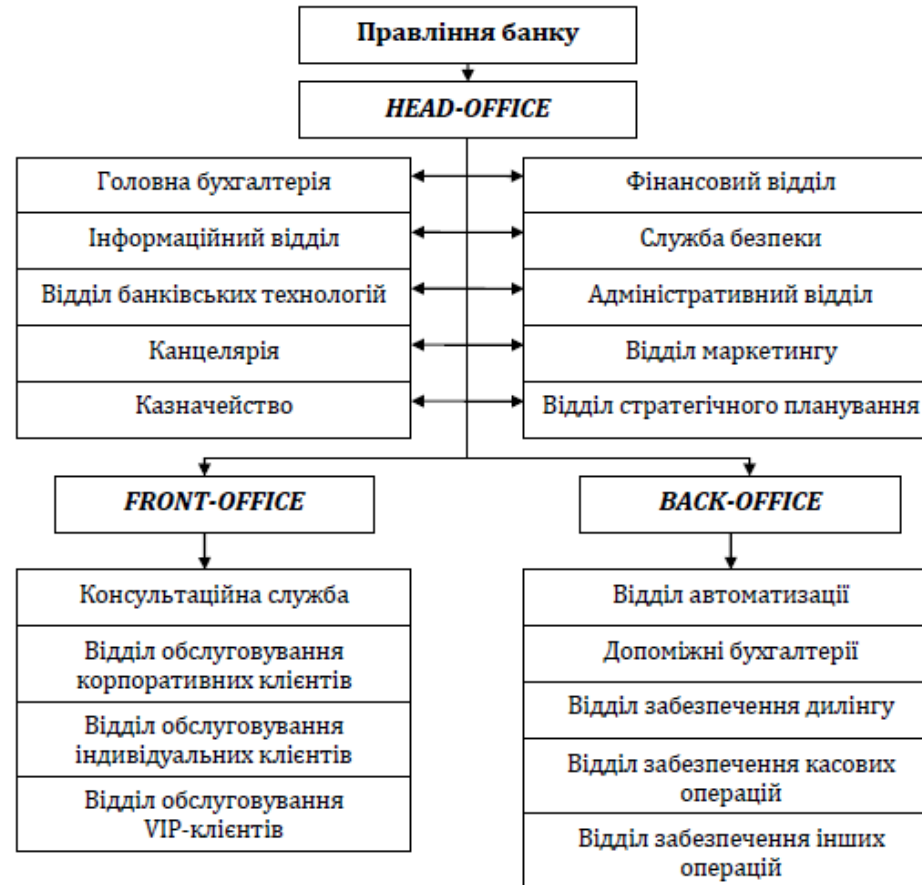 Правління банку
HEAD-OFFICE
Головна бухгалтерія
Фінансовий відділ
Інформаційний відділ
Служба безпеки
Відділ банківських технологій
Адміністративний відділ
Канцелярія
Відділ маркетингу
Казначейство
Відділ стратегічного планування
FRONT-OFFICE
BACK-OFFICE
Консультаційна служба
Відділ обслуговування
корпоративних клієнтів
Відділ обслуговування
індивідуальних клієнтів
Відділ обслуговування
VIP-клієнтів
Відділ автоматизації
Допоміжні бухгалтерії
Відділ забезпечення дилінгу
Відділ забезпечення касових
операцій
Відділ забезпечення інших
операцій